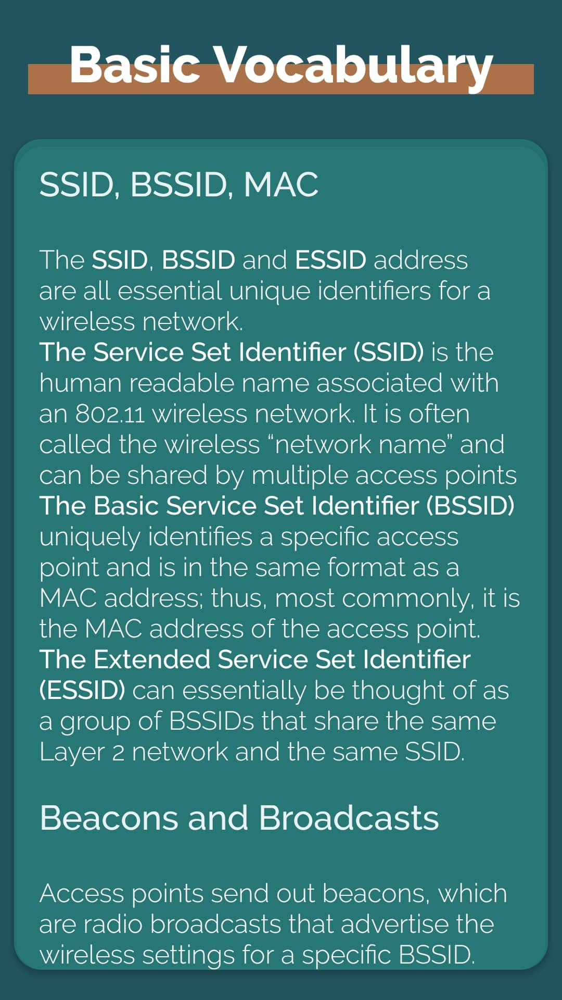 Basic Vocabulary
SSID, BSSID, MAC
The SSID, BSSID and ESSID address
are all essential unique identifiers for a
wireless network.
The Service Set Identifier (SSID) is the
human readable name associated with
an 802.11 wireless network. It is often
called the wireless “network name” and
can be shared by multiple access points
The Basic Service Set Identifier (BSSID)
uniquely identifies a specific access
point and is in the same format as a
MAC address; thus, most commonly, it is
the MAC address of the access point.
The Extended Service Set Identifier
(ESSID) can essentially be thought of as
a group of BSSIDs that share the same
Layer 2 network and the same SSID.
Beacons and Broadcasts
Access points send out beacons, which
are radio broadcasts that advertise the
wireless settings for a specific BSSID.